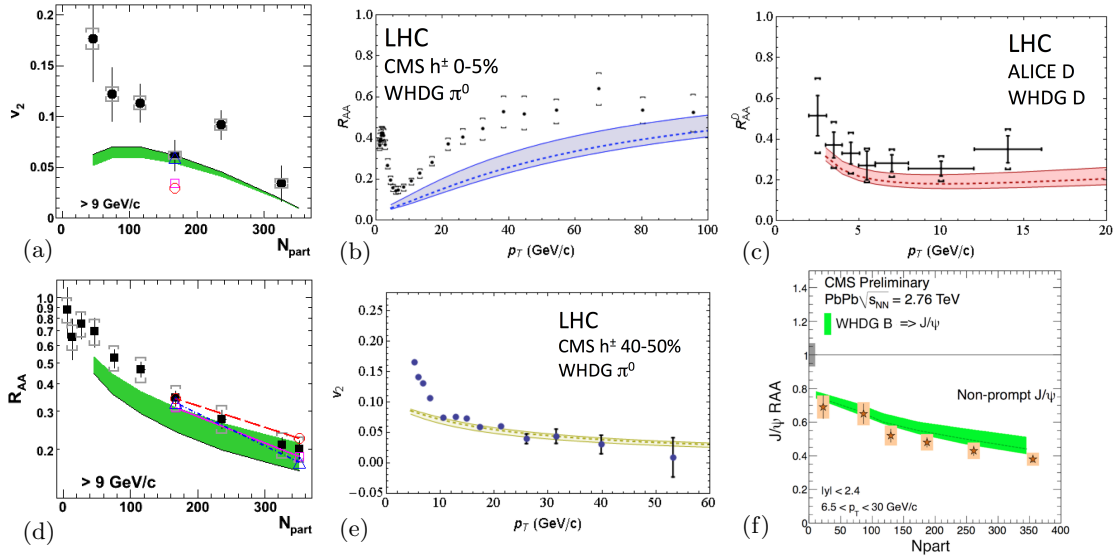 v2
0.2
0.15
0.1
0.05
0
> 9 GeV/c
0 100 200 300
Npart
(a)
RAA
1.0
0.8
0.6
0.4
0.2
0.0
LHC
CMS h± 0-5%
WHDG π0
0 20 40 60 80 100
pT (GeV/c)
(b)
RDAA
1.0
0.8
0.6
0.4
0.2
0.0
LHC
ALICE D
WHDG D
0 5 10 15 20
pT (GeV/c)
(c)
RAA
1.0
0.8
0.7
0.6
0.5
0.4
0.3
0.2
> 9 GeV/c
0 100 200 300
Npart
(d)
v2
0.25
0.20
0.15
0.10
0.05
0.00
−0.05
LHC
CMS h± 40-50%
WHDG π0
0 10 20 30 40 50 60
pT (GeV/c)
(e)
J/ψ RAA
1.4
1.2
1
0.8
0.6
0.4
0.2
0
CMS Preliminary
PbPb√sNN = 2.76 TeV
WHDG B => J/ψ
Non-prompt J/ψ
|y| < 2.4
6.5 < pT < 30 GeV/c
0 50 100 150 200 250 300 350 400
Npart
(f)